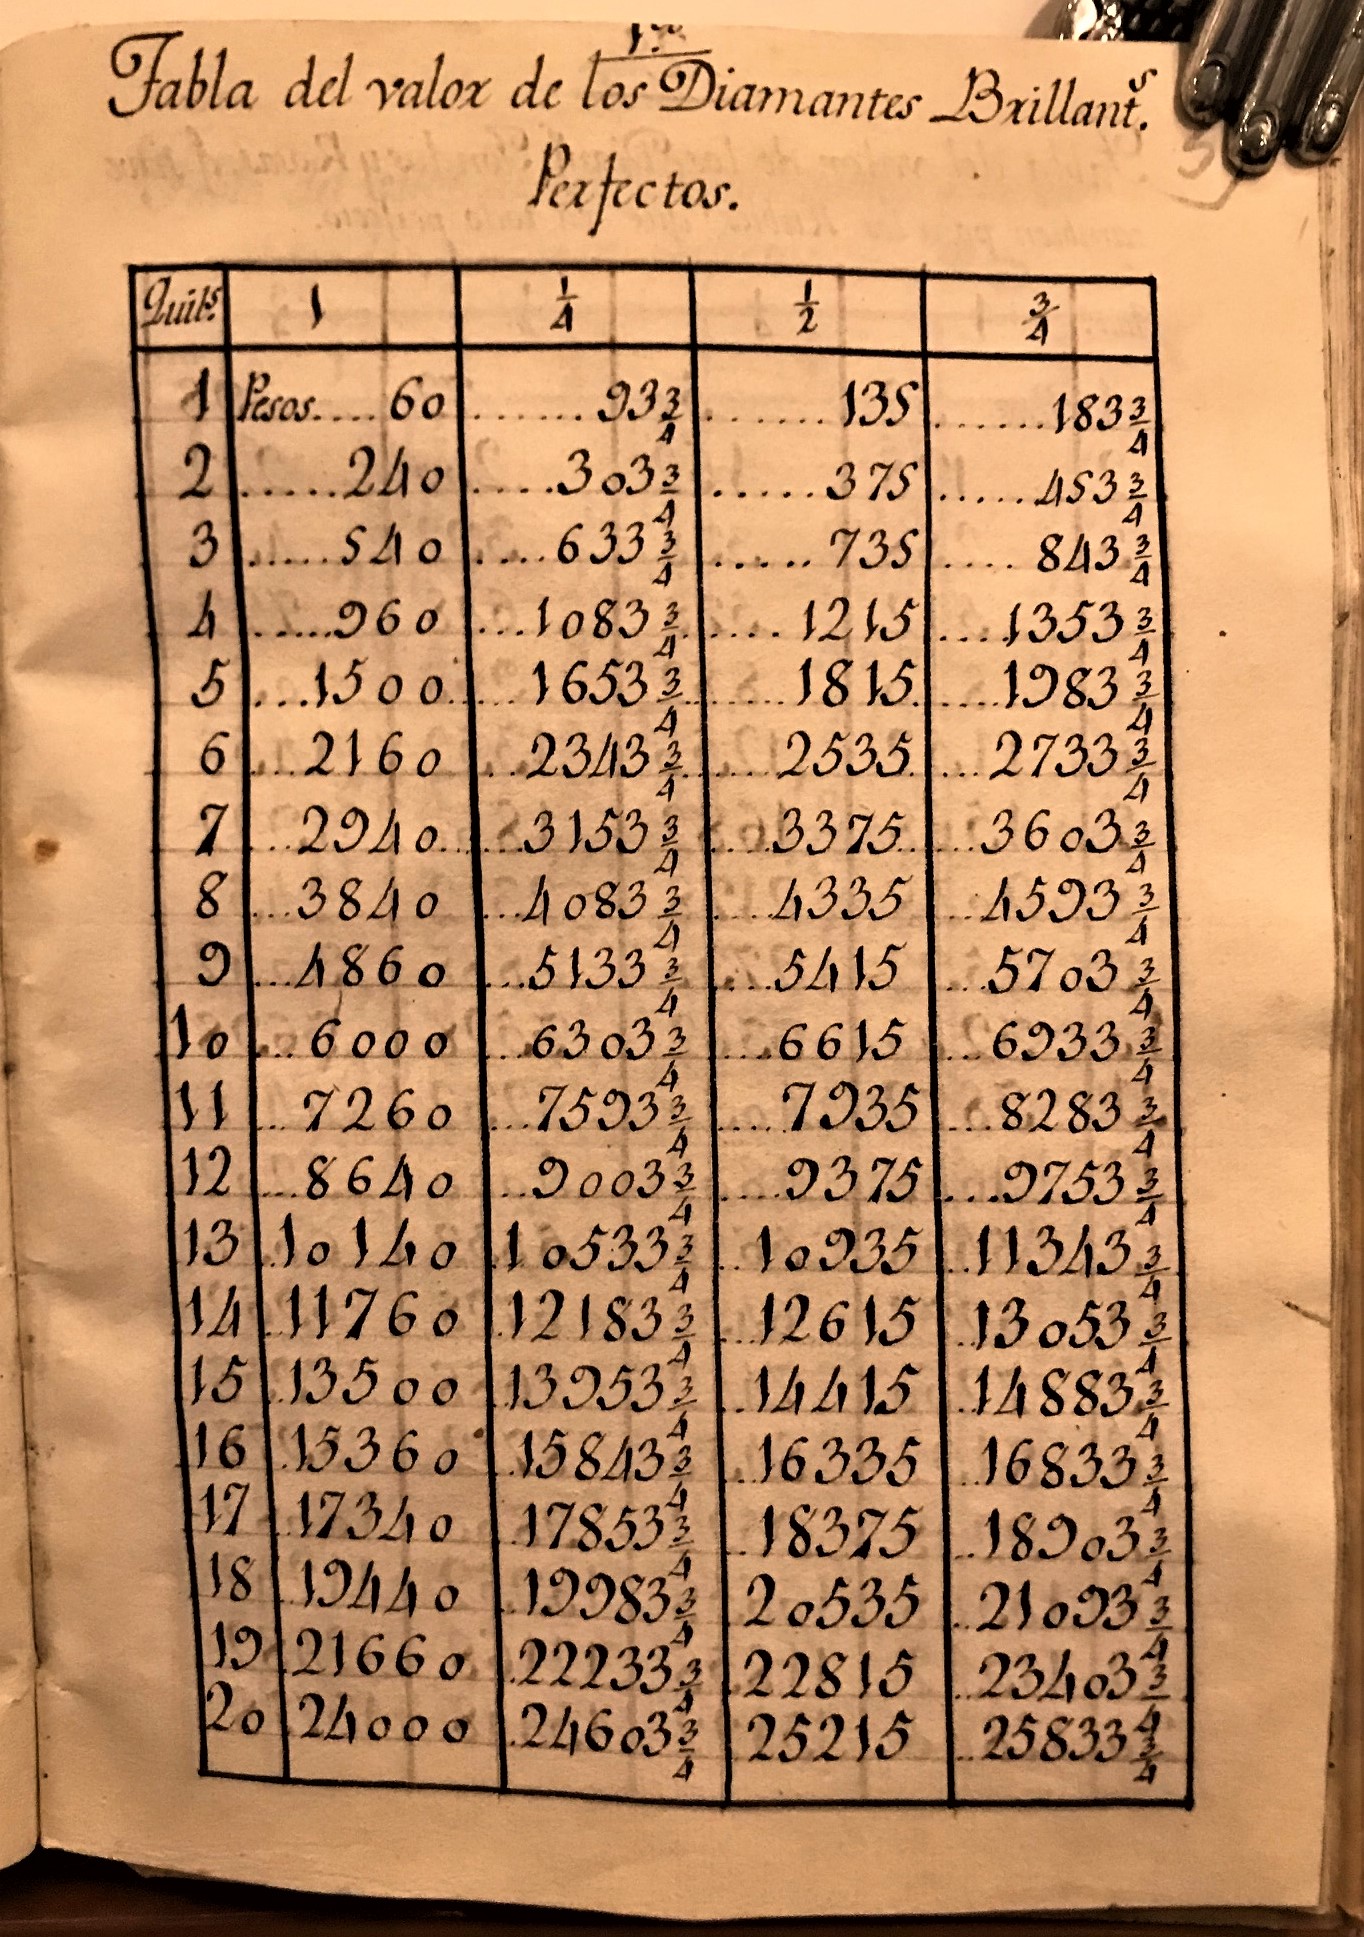 Tabla del valor de los Diamantes Brillant.s
Perfectos.
Quil.s 1 1/4 1/2 3/4
1 Pesos.....60 .......93 3/4 .......135 .......183 3/4
2 ......240 ....303 3/4 ......375 .....453 3/4
3 ......540 ....633 3/4 ......735 ....843 3/4
4 ......960 ...1083 3/4 .....1215 ....1353 3/4
5 ...1500 ....1653 3/4 ......1815 .....1983 3/4
6 ...2160 ..2343 3/4 .....2535 ...2733 3/4
7 ...2940 ....3153 3/4 ....3375 ...3603 3/4
8 ...3840 ...4083 3/4 ....4335 ...4593 3/4
9 ...4860 ...5133 3/4 ....5415 ...5703 3/4
10 ...6000 ...6303 3/4 ....6615 ...6933 3/4
11 ...7260 ...7593 3/4 .....7935 ...8283 3/4
12 ...8640 ...9003 3/4 ....9375 ...9753 3/4
13 .10140 10533 3/4 ..10935 ..11343 3/4
14 .11760 .12183 3/4 ...12615 ..13053 3/4
15 ..13500 .13953 3/4 ..14415 .14883 3/4
16 .15360 ..15843 3/4 ...16335 ..16833 3/4
17 .17340 .17853 3/4 ..18375 ..18903 3/4
18 .19440 .19983 3/4 ..20535 ..21093 3/4
19 .21660 .22233 3/4 .22815 ..23403 3/4
20 .24000 .24603 3/4 .25215 ..25833 3/4